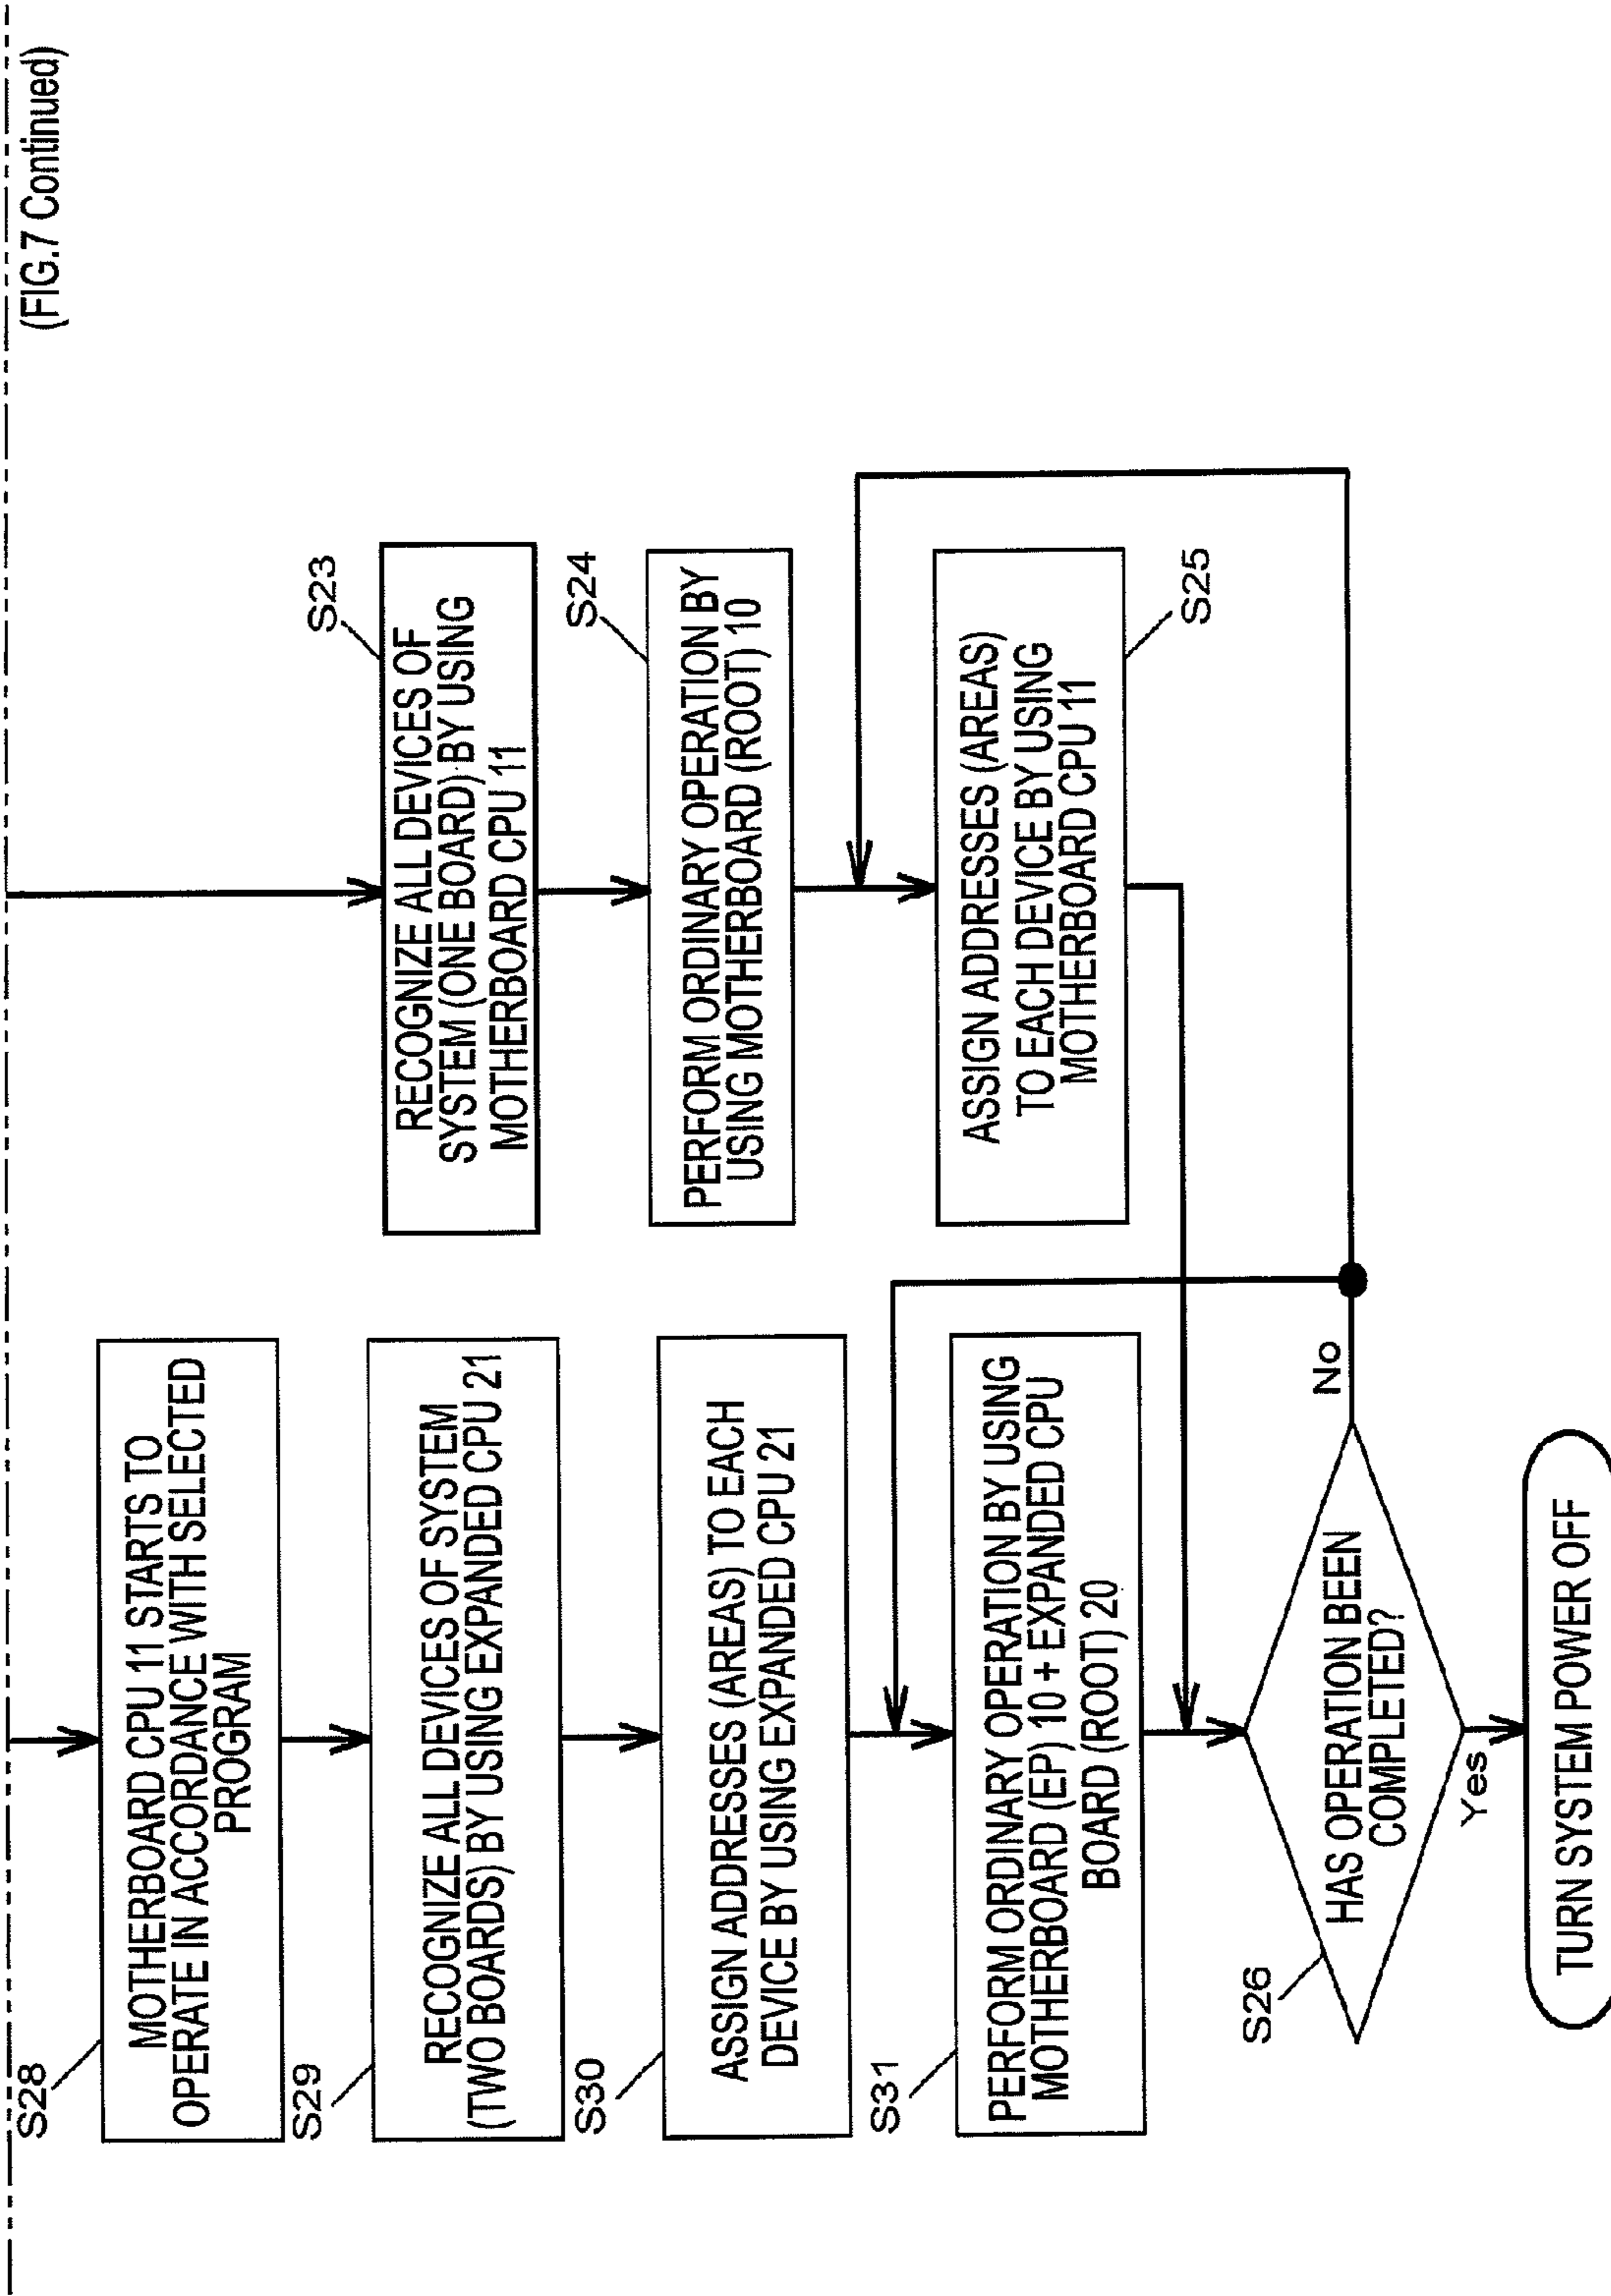 (FIG.7 Continued)
S28
MOTHERBOARD CPU 11 STARTS TO
OPERATE IN ACCORDANCE WITH SELECTED
PROGRAM
S29
RECOGNIZE ALL DEVICES OF SYSTEM
(TWO BOARDS) BY USING EXPANDED CPU 21
S30
ASSIGN ADDRESSES (AREAS) TO EACH
DEVICE BY USING EXPANDED CPU 21
S31
PERFORM ORDINARY OPERATION BY USING
MOTHERBOARD (EP) 10 + EXPANDED CPU
BOARD (ROOT) 20
S23
RECOGNIZE ALL DEVICES OF
SYSTEM (ONE BOARD) BY USING
MOTHERBOARD CPU 11
S24
PERFORM ORDINARY OPERATION BY
USING MOTHERBOARD (ROOT) 10
ASSIGN ADDRESSES (AREAS)
TO EACH DEVICE BY USING
MOTHERBOARD CPU 11
S25
S26
HAS OPERATION BEEN
COMPLETED?
No
Yes
TURN SYSTEM POWER OFF